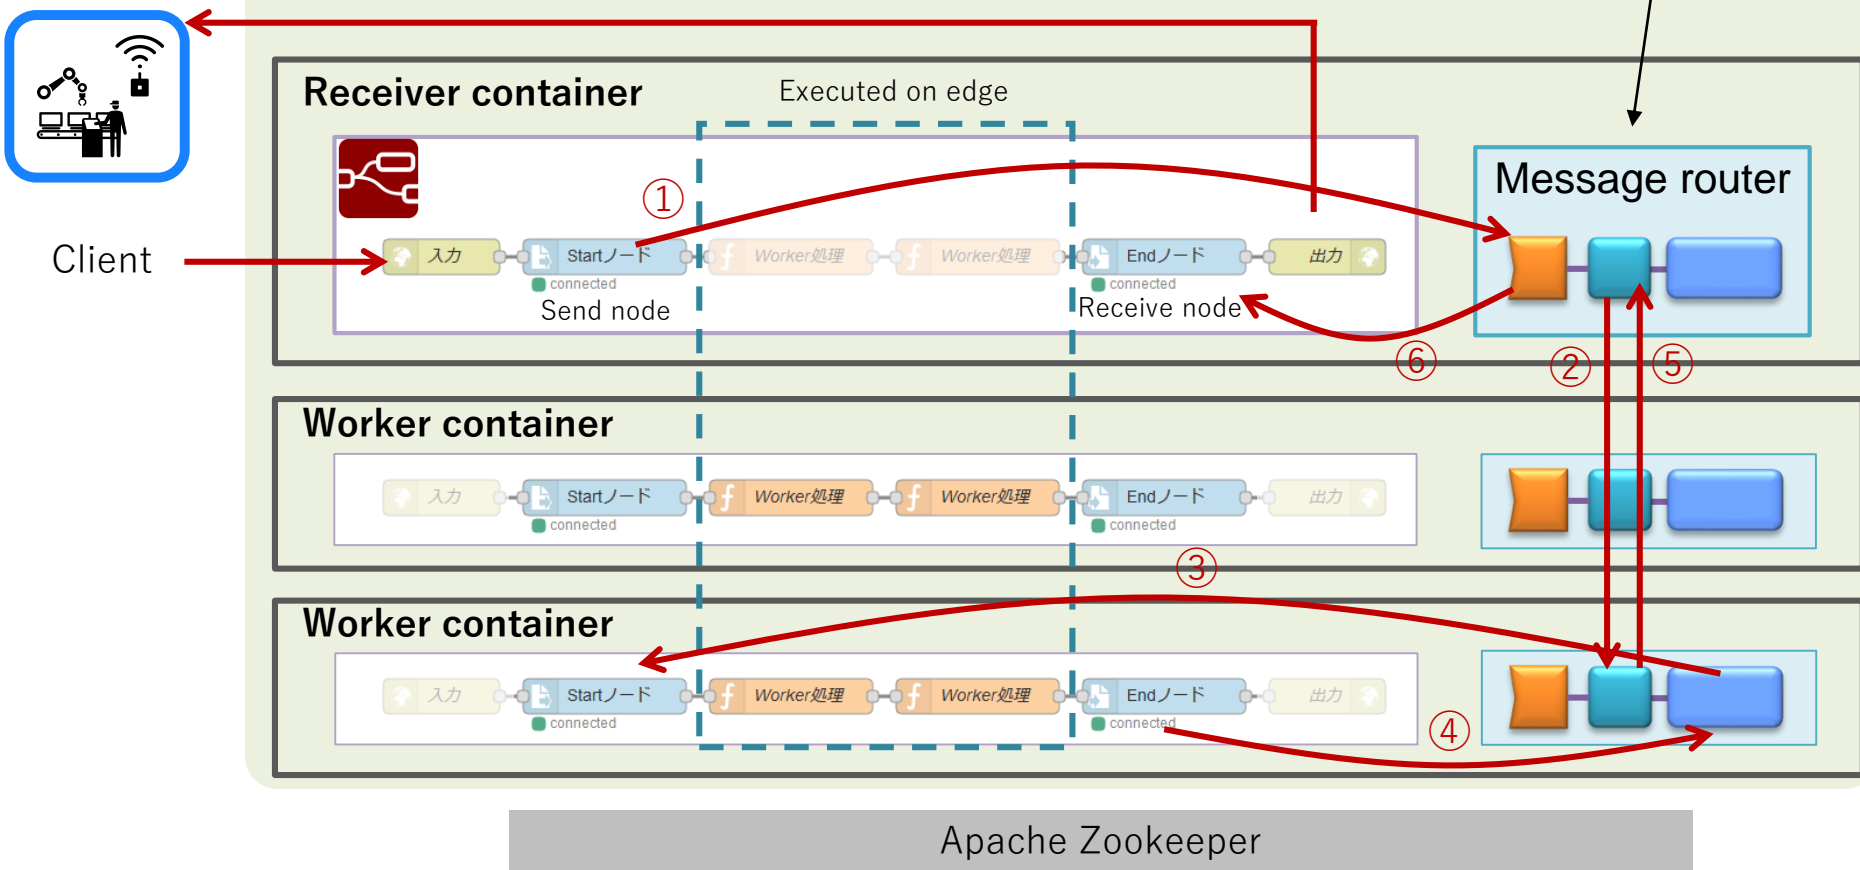 Receiver container
Executed on edge
Message router
①
Client
入力
Startノード
Worker処理
Worker処理
Endノード
出力
connected
connected
Send node
Receive node
⑥
②
⑤
Worker container
入力
Startノード
Worker処理
Worker処理
Endノード
出力
connected
connected
③
Worker container
入力
Startノード
Worker処理
Worker処理
Endノード
出力
connected
connected
④
Apache Zookeeper